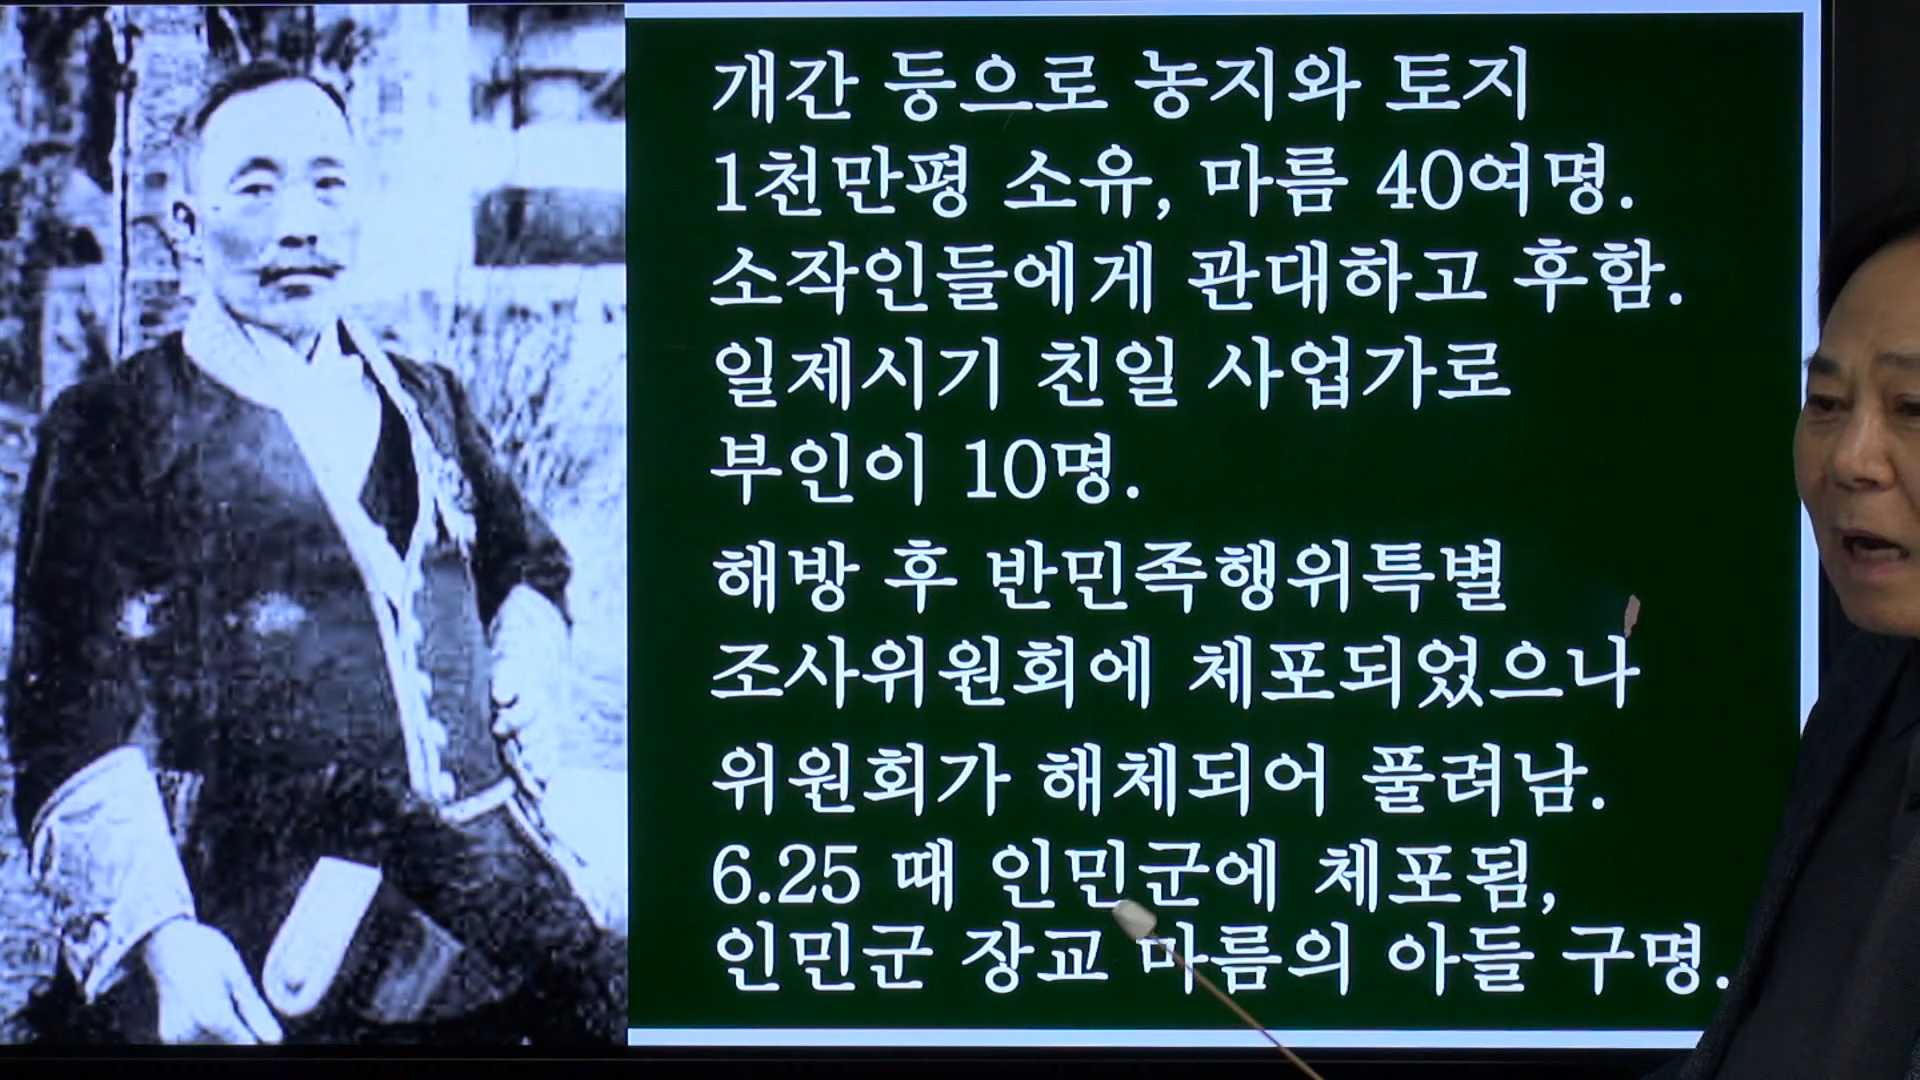 개간 등으로 농지와 토지
1천만평 소유, 마름 40여명.
소작인들에게 관대하고 후함.
일제시기 친일 사업가로
부인이 10명.
해방 후 반민족행위특별
조사위원회에 체포되었으나
위원회가 해체되어 풀려남.
6.25 때 인민군에 체포됨,
인민군 장교 마름의 아들 구명.